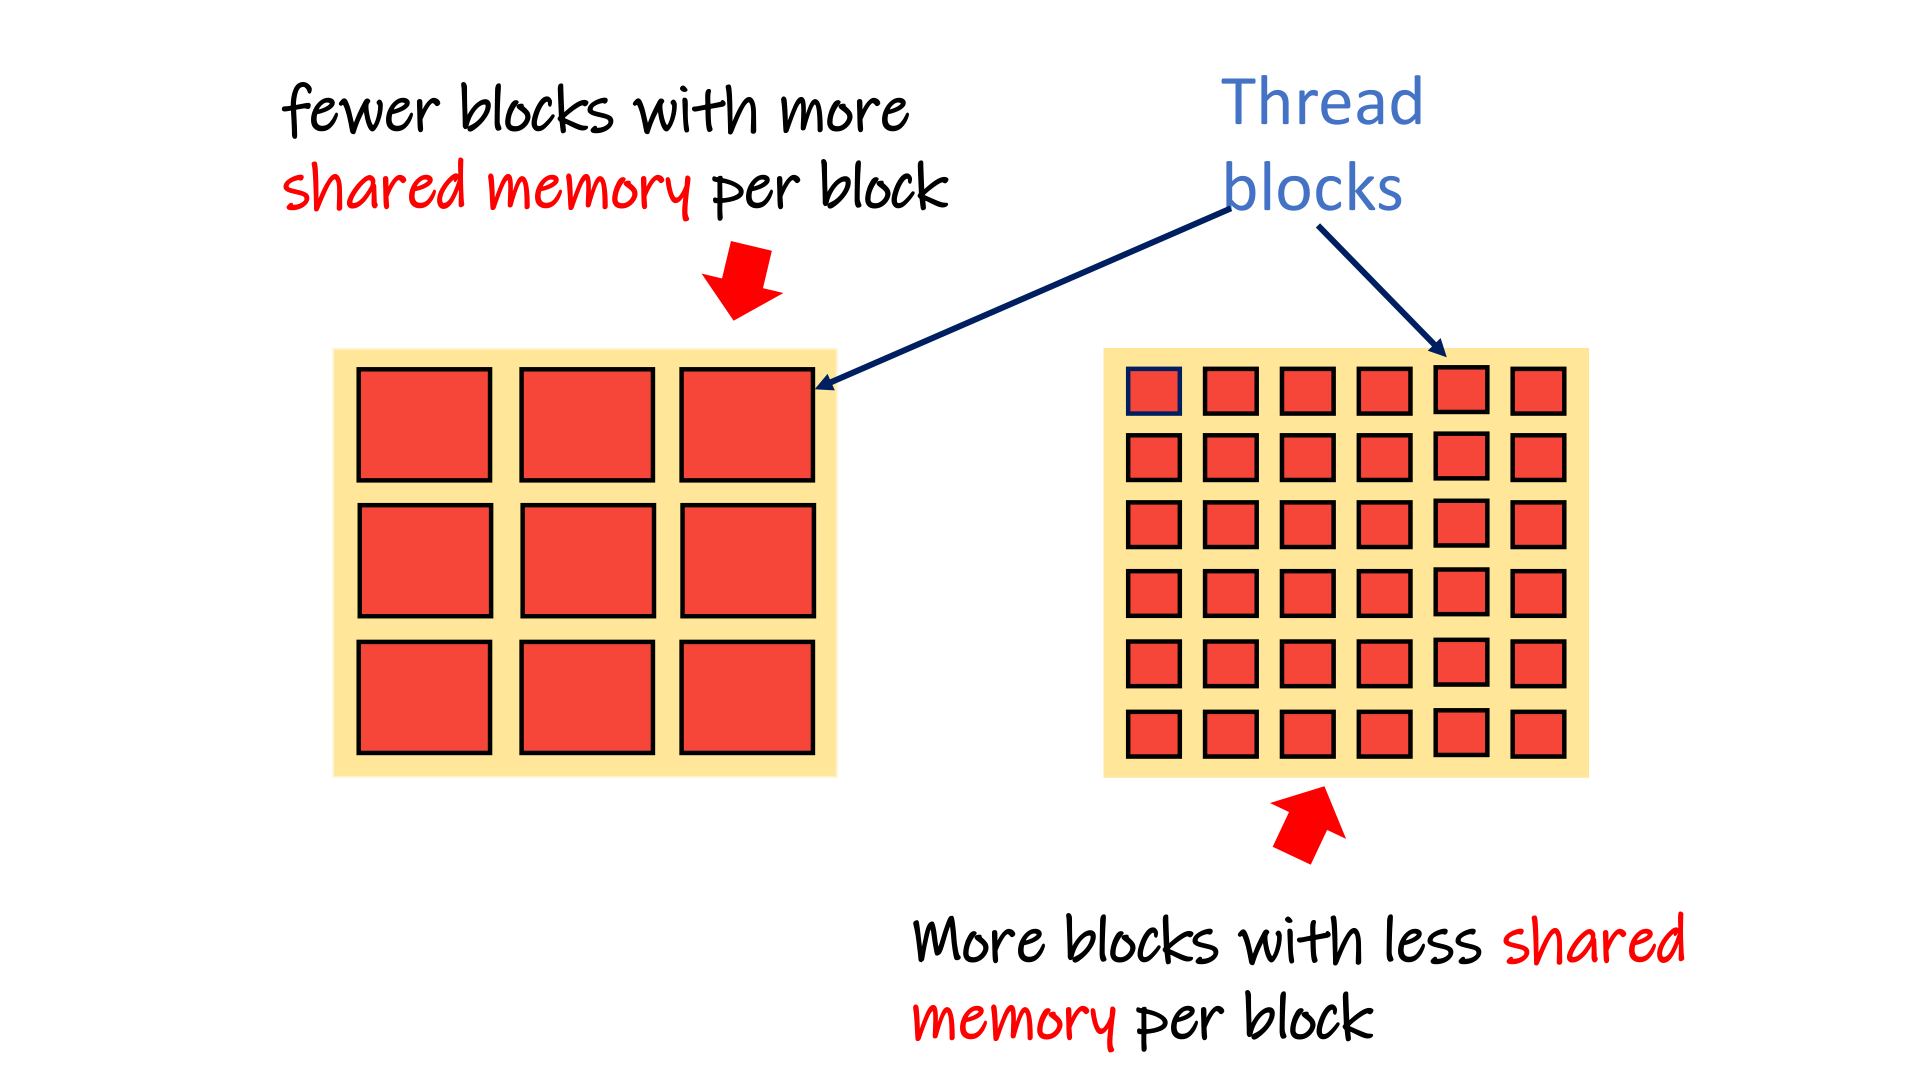 fewer blocks with more
shared memory per block
Thread
blocks
More blocks with less shared
memory per block